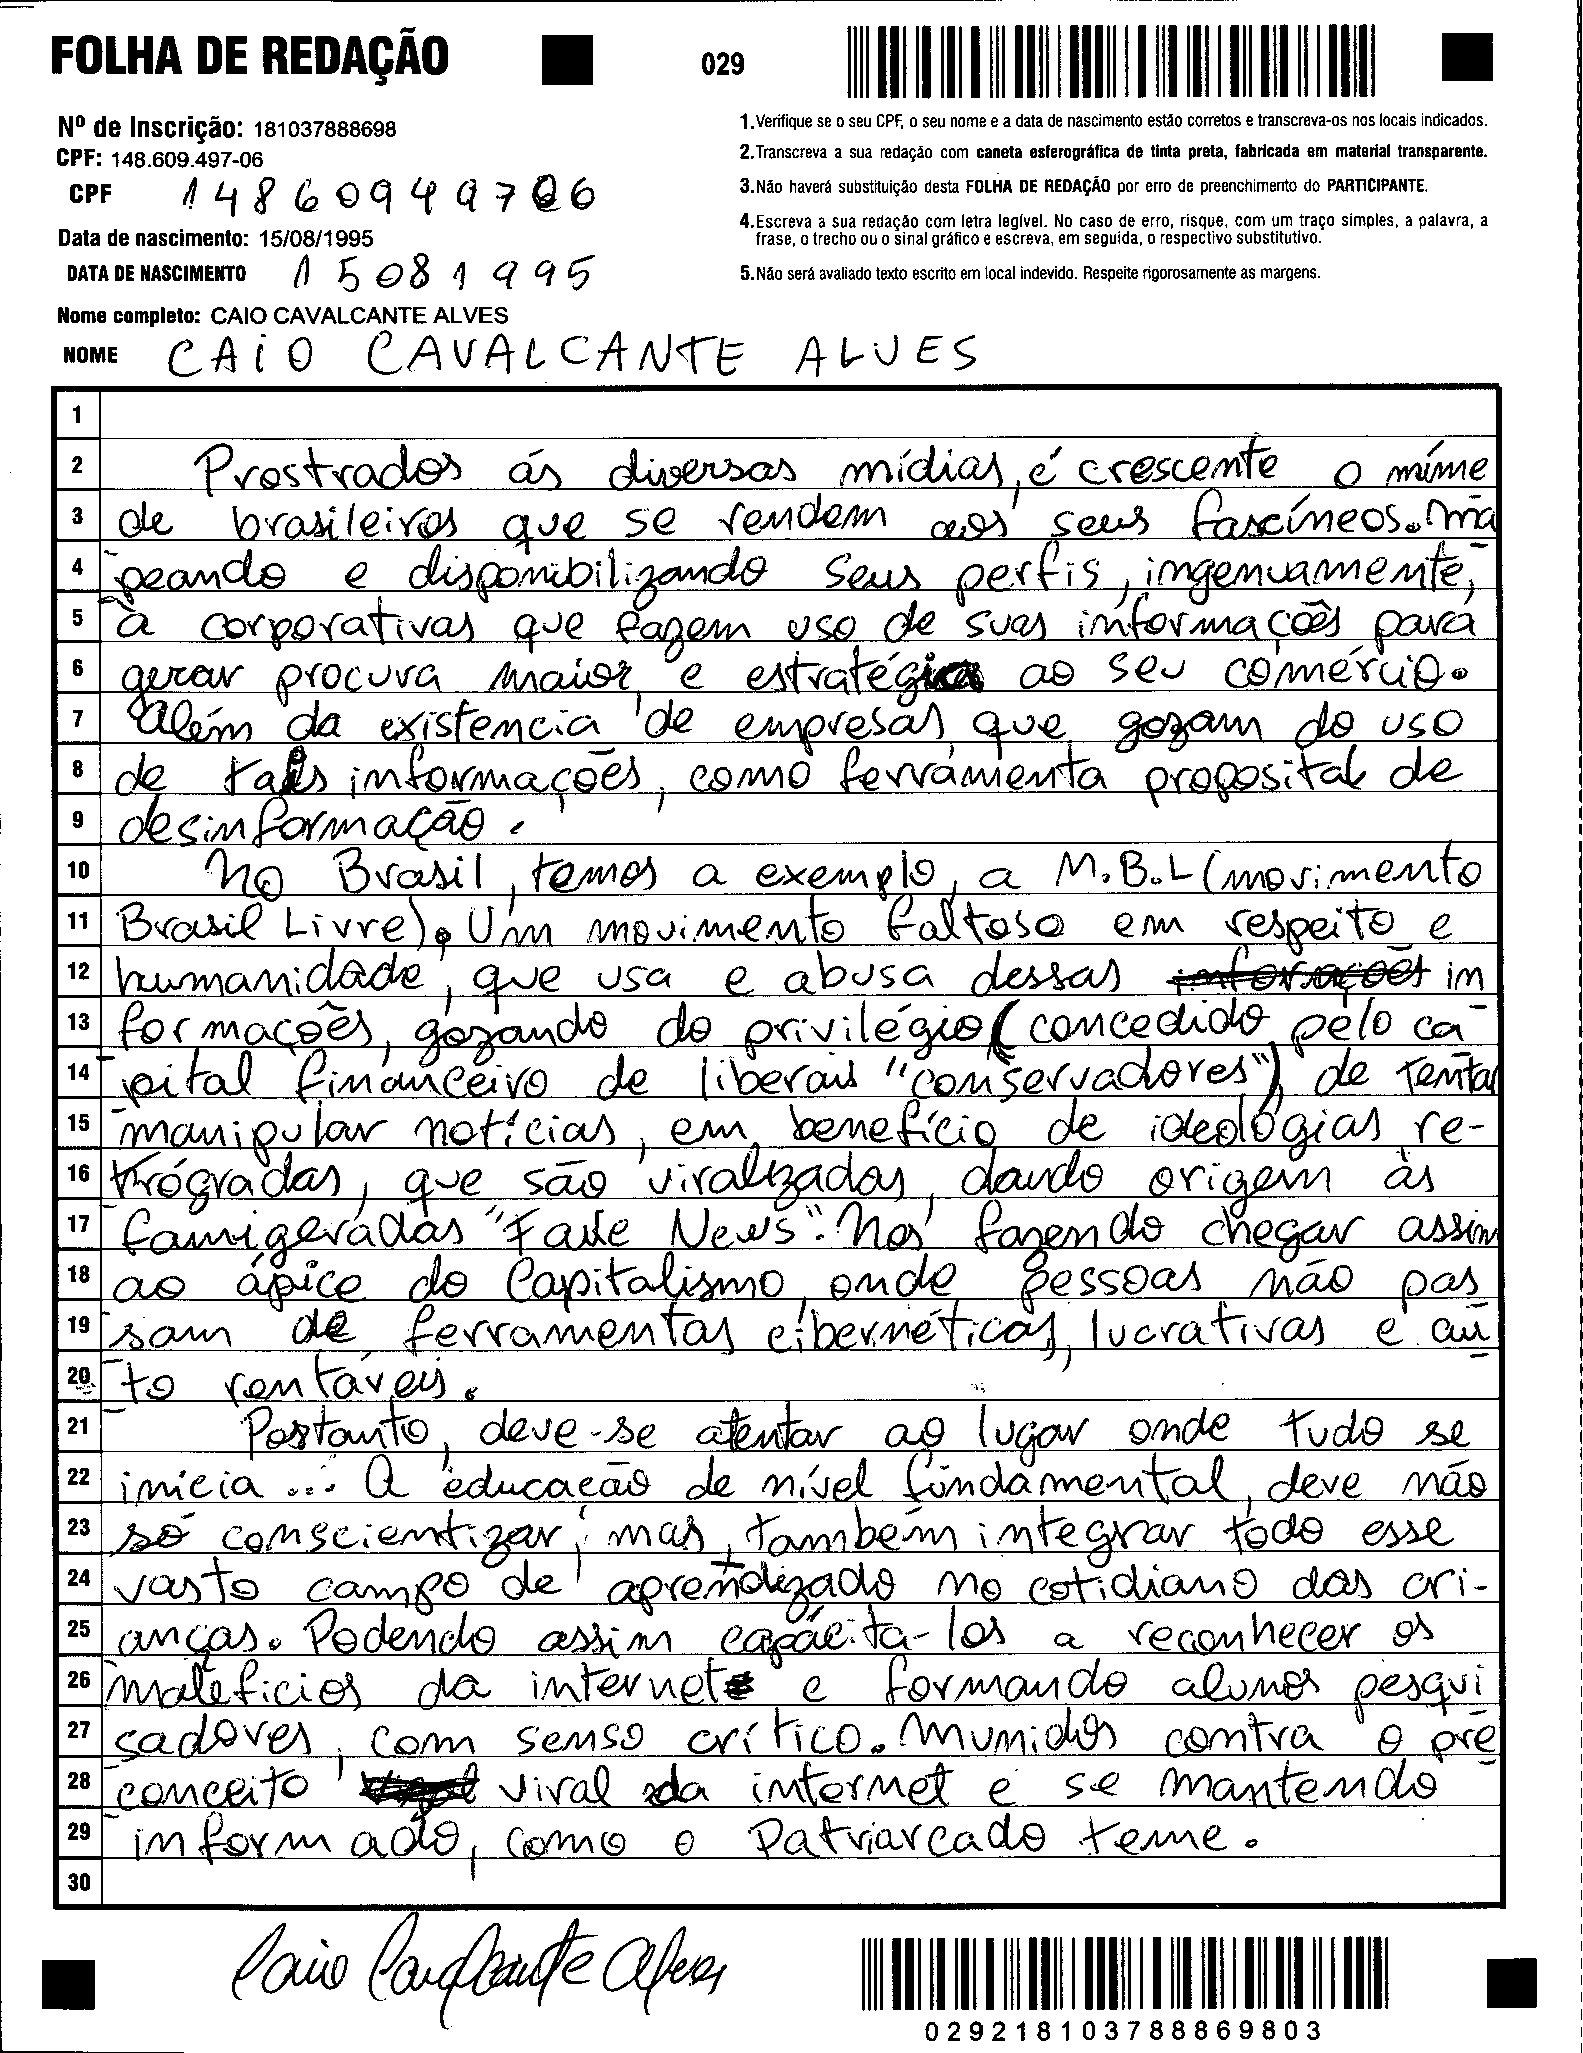 FOLHA DE REDAÇÃO
029
Nº de Inscrição: 181037888698
CPF: 148.609.497-06
CPF 14860949706
Data de nascimento: 15/08/1995
DATA DE NASCIMENTO 15081995
Nome completo: CAIO CAVALCANTE ALVES
NOME CAIO CAVALCANTE ALVES
1.Verifique se o seu CPF, o seu nome e a data de nascimento estão corretos e transcreva-os nos locais indicados.
2.Transcreva a sua redação com caneta esferográfica de tinta preta, fabricada em material transparente.
3.Não haverá substituição desta FOLHA DE REDAÇÃO por erro de preenchimento do PARTICIPANTE.
4.Escreva a sua redação com letra legível. No caso de erro, risque, com um traço simples, a palavra, a
frase, o trecho ou o sinal gráfico e escreva, em seguida, o respectivo substitutivo.
5.Não será avaliado texto escrito em local indevido. Respeite rigorosamente as margens.
1
2 Prostrados ás diversas mídias, é crescente o múme
3 de brasileiros que se rendem aos seus fascíneos. Ma
4 peando e disponibilizando seus perfis, ingenuamente,
5 à corporativas que fazem uso de suas informações para
6 gerar procura maior e estratégica ao seu comércio.
7 Além da existencia de empresas que gozam do uso
8 de tais informações, como ferramenta proposital de
9 desinformação.
10 No Brasil, temos a exemplo, a M.B.L (movimento
11 Brasil Livre). Um movimento faltoso em respeito e
12 humanidade, que usa e abusa dessas inforações in
13 formações, gozando do privilégio (concedido pelo ca
14 pital financeiro de liberais "conservadores") de tenta
15 manipular notícias, em benefício de ideológias re-
16 trógradas, que são viralizadas, dando origem às
17 famigeradas "Fake News". Nos fazendo chegar assim
18 ao ápice do Capitalismo, onde pessoas não pas
19 sam de ferramentas cibernéticas, lucrativas e au
20 to rentáveis.
21 Portanto, deve-se atentar ao lugar onde tudo se
22 inicia... A educação de nível fundamental, deve não
23 só conscientizar, mas, também integrar todo esse
24 vasto campo de aprendizado no cotidiano das cri-
25 anças. Podendo assim capacita-los a reconhecer os
26 maleficios da internet e formando alunos pesqui
27 sadores, com senso crítico. Munidos contra o pre
28 conceito viral da internet e se mantendo
29 informado, como o Patriarcado teme.
30
Caio Cavalcante Alves
029218103788869803